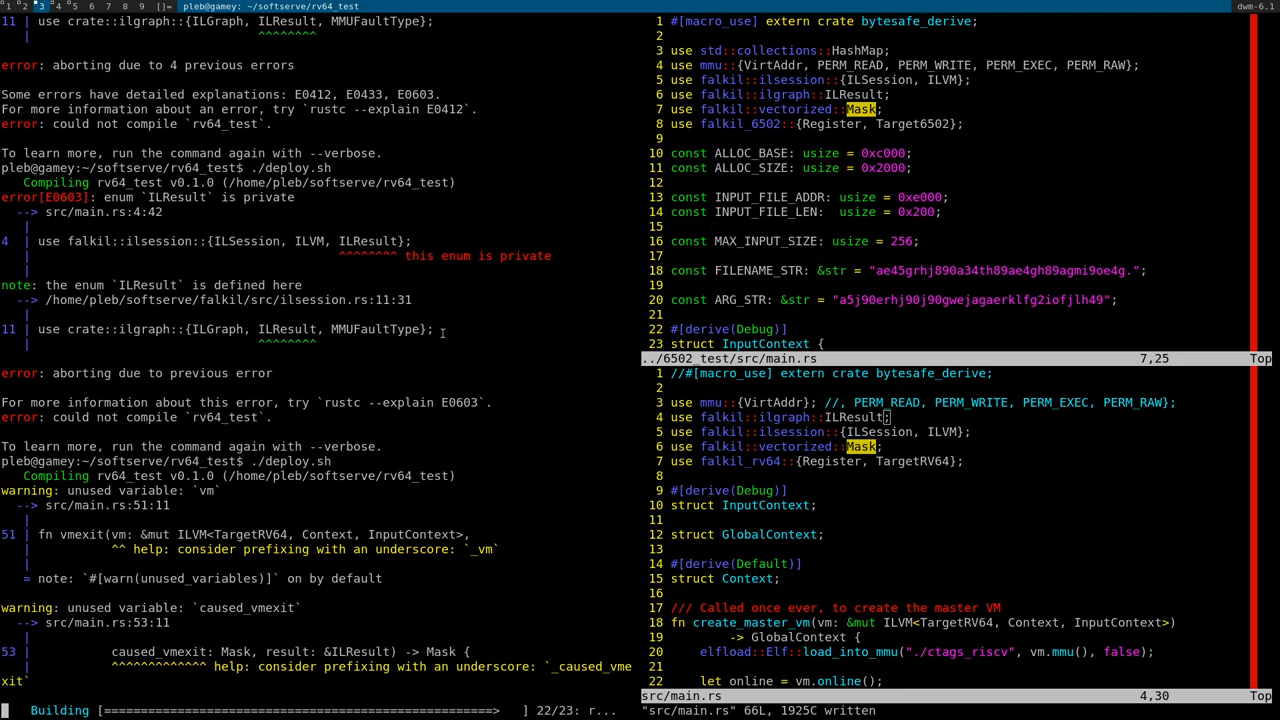 1 2 3 4 5 6 7 8 9 []= pleb@gamey: ~/softserve/rv64_test dwm-6.1
11 | use crate::ilgraph::{ILGraph, ILResult, MMUFaultType};
| ^^^^^^^^
error: aborting due to 4 previous errors
Some errors have detailed explanations: E0412, E0433, E0603.
For more information about an error, try `rustc --explain E0412`.
error: could not compile `rv64_test`.
To learn more, run the command again with --verbose.
pleb@gamey:~/softserve/rv64_test$ ./deploy.sh
Compiling rv64_test v0.1.0 (/home/pleb/softserve/rv64_test)
error[E0603]: enum `ILResult` is private
--> src/main.rs:4:42
|
4 | use falkil::ilsession::{ILSession, ILVM, ILResult};
| ^^^^^^^^ this enum is private
|
note: the enum `ILResult` is defined here
--> /home/pleb/softserve/falkil/src/ilsession.rs:11:31
|
11 | use crate::ilgraph::{ILGraph, ILResult, MMUFaultType};
| ^^^^^^^^
error: aborting due to previous error
For more information about this error, try `rustc --explain E0603`.
error: could not compile `rv64_test`.
To learn more, run the command again with --verbose.
pleb@gamey:~/softserve/rv64_test$ ./deploy.sh
Compiling rv64_test v0.1.0 (/home/pleb/softserve/rv64_test)
warning: unused variable: `vm`
--> src/main.rs:51:11
|
51 | fn vmexit(vm: &mut ILVM<TargetRV64, Context, InputContext>,
| ^^ help: consider prefixing with an underscore: `_vm`
|
= note: `#[warn(unused_variables)]` on by default
warning: unused variable: `caused_vmexit`
--> src/main.rs:53:11
|
53 | caused_vmexit: Mask, result: &ILResult) -> Mask {
| ^^^^^^^^^^^^^ help: consider prefixing with an underscore: `_caused_vme
xit`
Building [=====================================================> ] 22/23: r...
1 #[macro_use] extern crate bytesafe_derive;
2
3 use std::collections::HashMap;
4 use mmu::{VirtAddr, PERM_READ, PERM_WRITE, PERM_EXEC, PERM_RAW};
5 use falkil::ilsession::{ILSession, ILVM};
6 use falkil::ilgraph::ILResult;
7 use falkil::vectorized::Mask;
8 use falkil_6502::{Register, Target6502};
9
10 const ALLOC_BASE: usize = 0xc000;
11 const ALLOC_SIZE: usize = 0x2000;
12
13 const INPUT_FILE_ADDR: usize = 0xe000;
14 const INPUT_FILE_LEN: usize = 0x200;
15
16 const MAX_INPUT_SIZE: usize = 256;
17
18 const FILENAME_STR: &str = "ae45grhj890a34th89ae4gh89agmi9oe4g.";
19
20 const ARG_STR: &str = "a5j90erhj90j90gwejagaerklfg2iofjlh49";
21
22 #[derive(Debug)]
23 struct InputContext {
../6502_test/src/main.rs 7,25 Top
1 //#[macro_use] extern crate bytesafe_derive;
2
3 use mmu::{VirtAddr}; //, PERM_READ, PERM_WRITE, PERM_EXEC, PERM_RAW};
4 use falkil::ilgraph::ILResult;
5 use falkil::ilsession::{ILSession, ILVM};
6 use falkil::vectorized::Mask;
7 use falkil_rv64::{Register, TargetRV64};
8
9 #[derive(Debug)]
10 struct InputContext;
11
12 struct GlobalContext;
13
14 #[derive(Default)]
15 struct Context;
16
17 /// Called once ever, to create the master VM
18 fn create_master_vm(vm: &mut ILVM<TargetRV64, Context, InputContext>)
19 -> GlobalContext {
20 elfload::Elf::load_into_mmu("./ctags_riscv", vm.mmu(), false);
21
22 let online = vm.online();
src/main.rs 4,30 Top
"src/main.rs" 66L, 1925C written